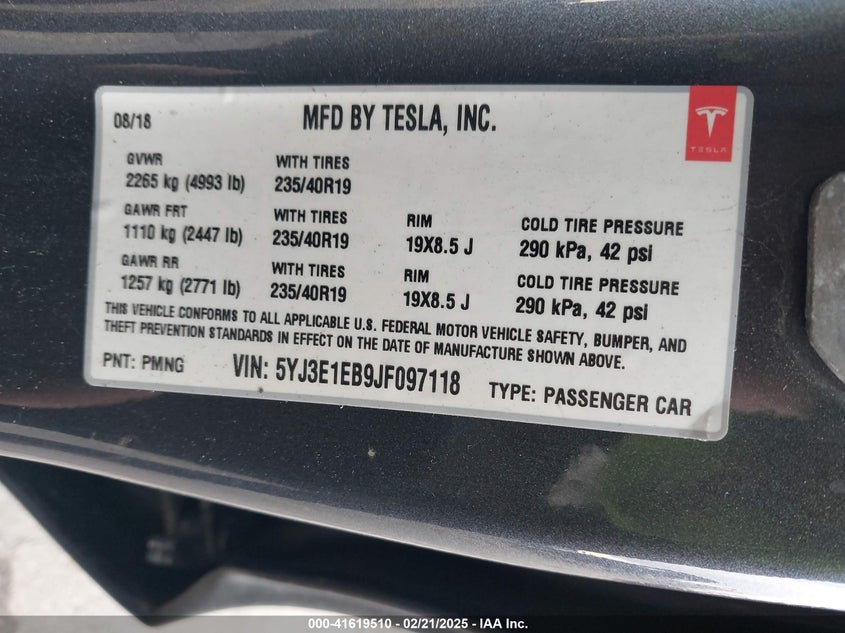 08/18
MFD BY TESLA, INC.
TESLA
GVWR
2265 kg (4993 lb)
WITH TIRES
235/40R19
GAWR FRT
1110 kg (2447 lb)
WITH TIRES
235/40R19
RIM
19X8.5 J
COLD TIRE PRESSURE
290 kPa, 42 psi
GAWR RR
1257 kg (2771 lb)
WITH TIRES
235/40R19
RIM
19X8.5 J
COLD TIRE PRESSURE
290 kPa, 42 psi
THIS VEHICLE CONFORMS TO ALL APPLICABLE U.S. FEDERAL MOTOR VEHICLE SAFETY, BUMPER, AND
THEFT PREVENTION STANDARDS IN EFFECT ON THE DATE OF MANUFACTURE SHOWN ABOVE.
PNT: PMNG
VIN: 5YJ3E1EB9JF097118
TYPE: PASSENGER CAR
000-41619510 - 02/21/2025 - IAA Inc.